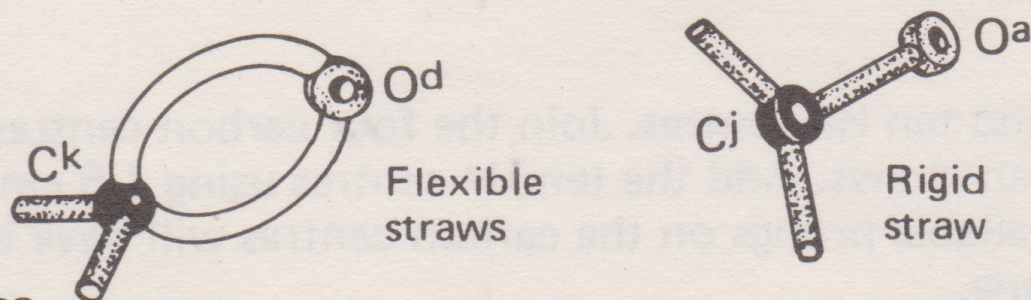 Oᵈ
Cᵏ
Flexible
straws
Oᵃ
Cʲ
Rigid
straw